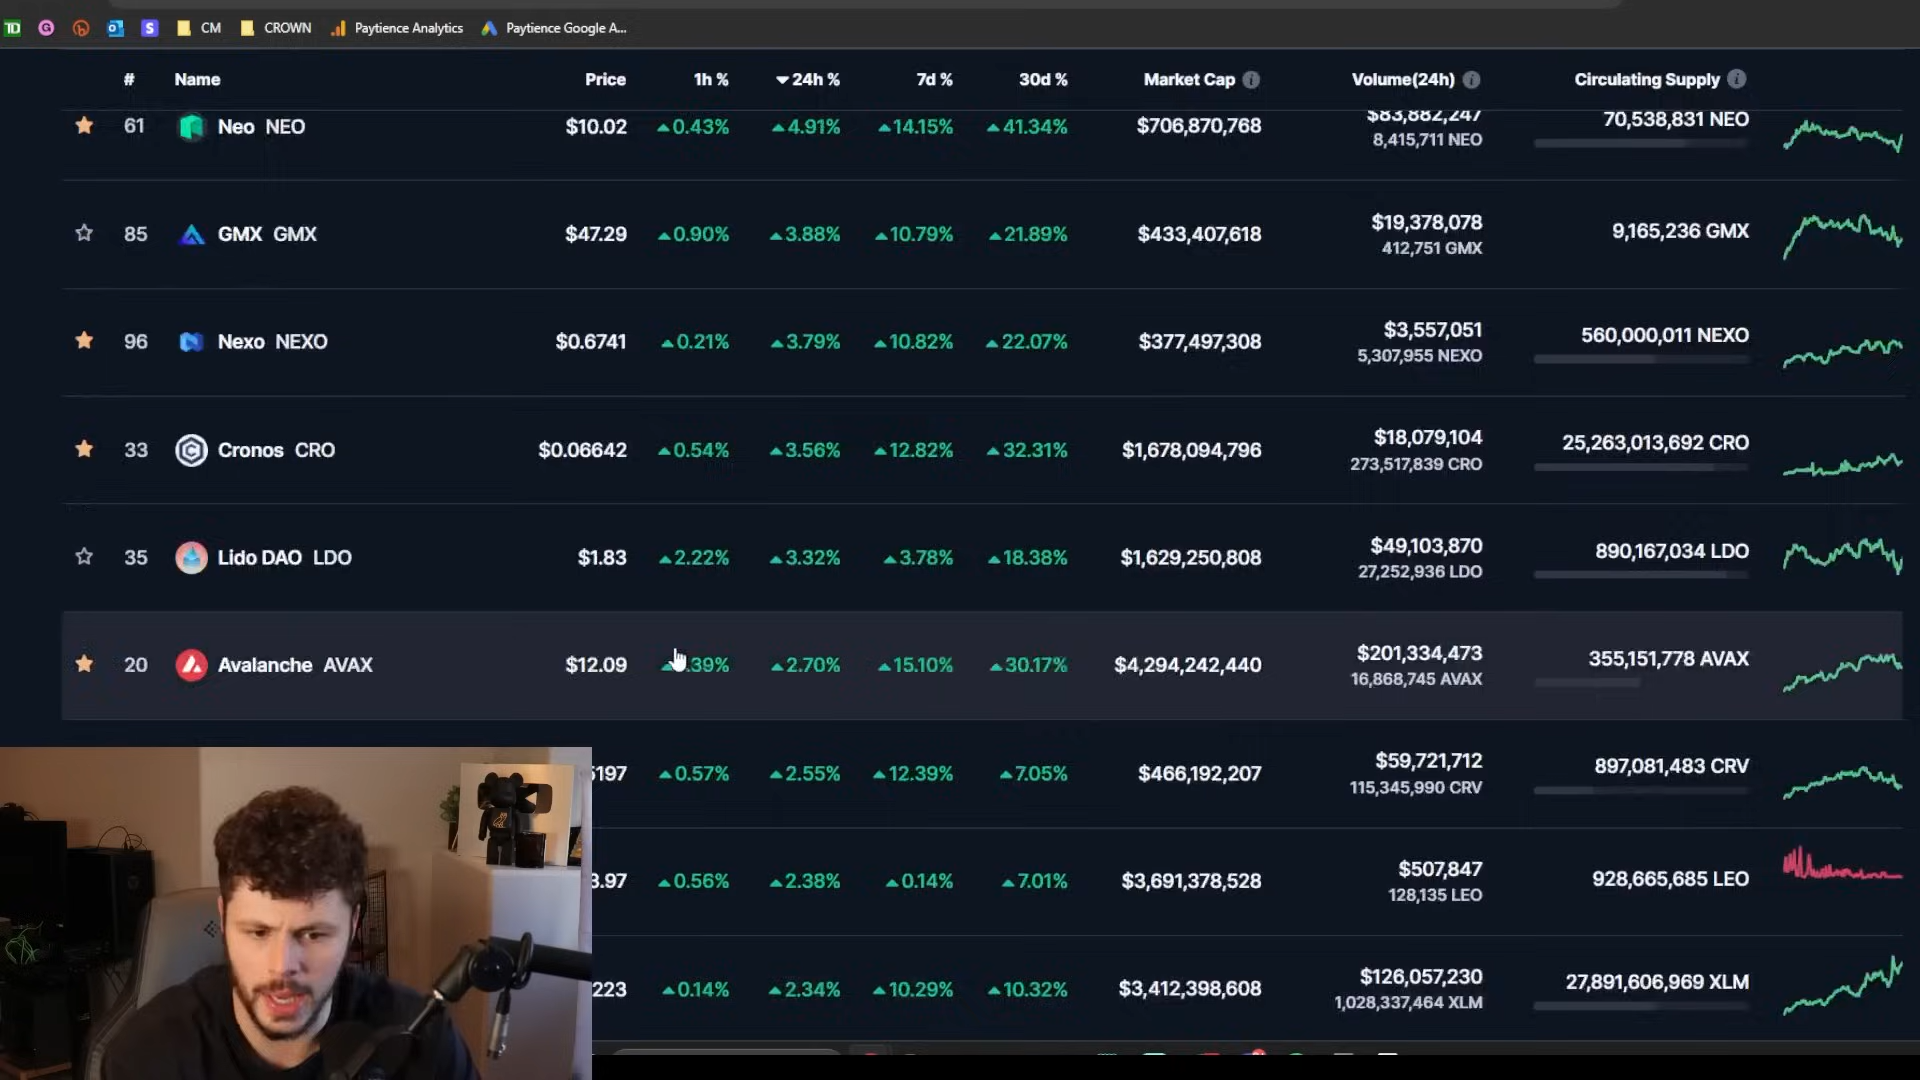 TD
CM CROWN Paytience Analytics Paytience Google A...
# Name Price 1h % 24h % 7d % 30d % Market Cap Volume(24h) Circulating Supply
61 Neo NEO $10.02 0.43% 4.91% 14.15% 41.34% $706,870,768 $83,882,247 70,538,831 NEO
8,415,711 NEO
85 GMX GMX $47.29 0.90% 3.88% 10.79% 21.89% $433,407,618 $19,378,078 9,165,236 GMX
412,751 GMX
96 Nexo NEXO $0.6741 0.21% 3.79% 10.82% 22.07% $377,497,308 $3,557,051 560,000,011 NEXO
5,307,955 NEXO
33 Cronos CRO $0.06642 0.54% 3.56% 12.82% 32.31% $1,678,094,796 $18,079,104 25,263,013,692 CRO
273,517,839 CRO
35 Lido DAO LDO $1.83 2.22% 3.32% 3.78% 18.38% $1,629,250,808 $49,103,870 890,167,034 LDO
27,252,936 LDO
20 Avalanche AVAX $12.09 .39% 2.70% 15.10% 30.17% $4,294,242,440 $201,334,473 355,151,778 AVAX
16,868,745 AVAX
5197 0.57% 2.55% 12.39% 7.05% $466,192,207 $59,721,712 897,081,483 CRV
115,345,990 CRV
3.97 0.56% 2.38% 0.14% 7.01% $3,691,378,528 $507,847 928,665,685 LEO
128,135 LEO
223 0.14% 2.34% 10.29% 10.32% $3,412,398,608 $126,057,230 27,891,606,969 XLM
1,028,337,464 XLM